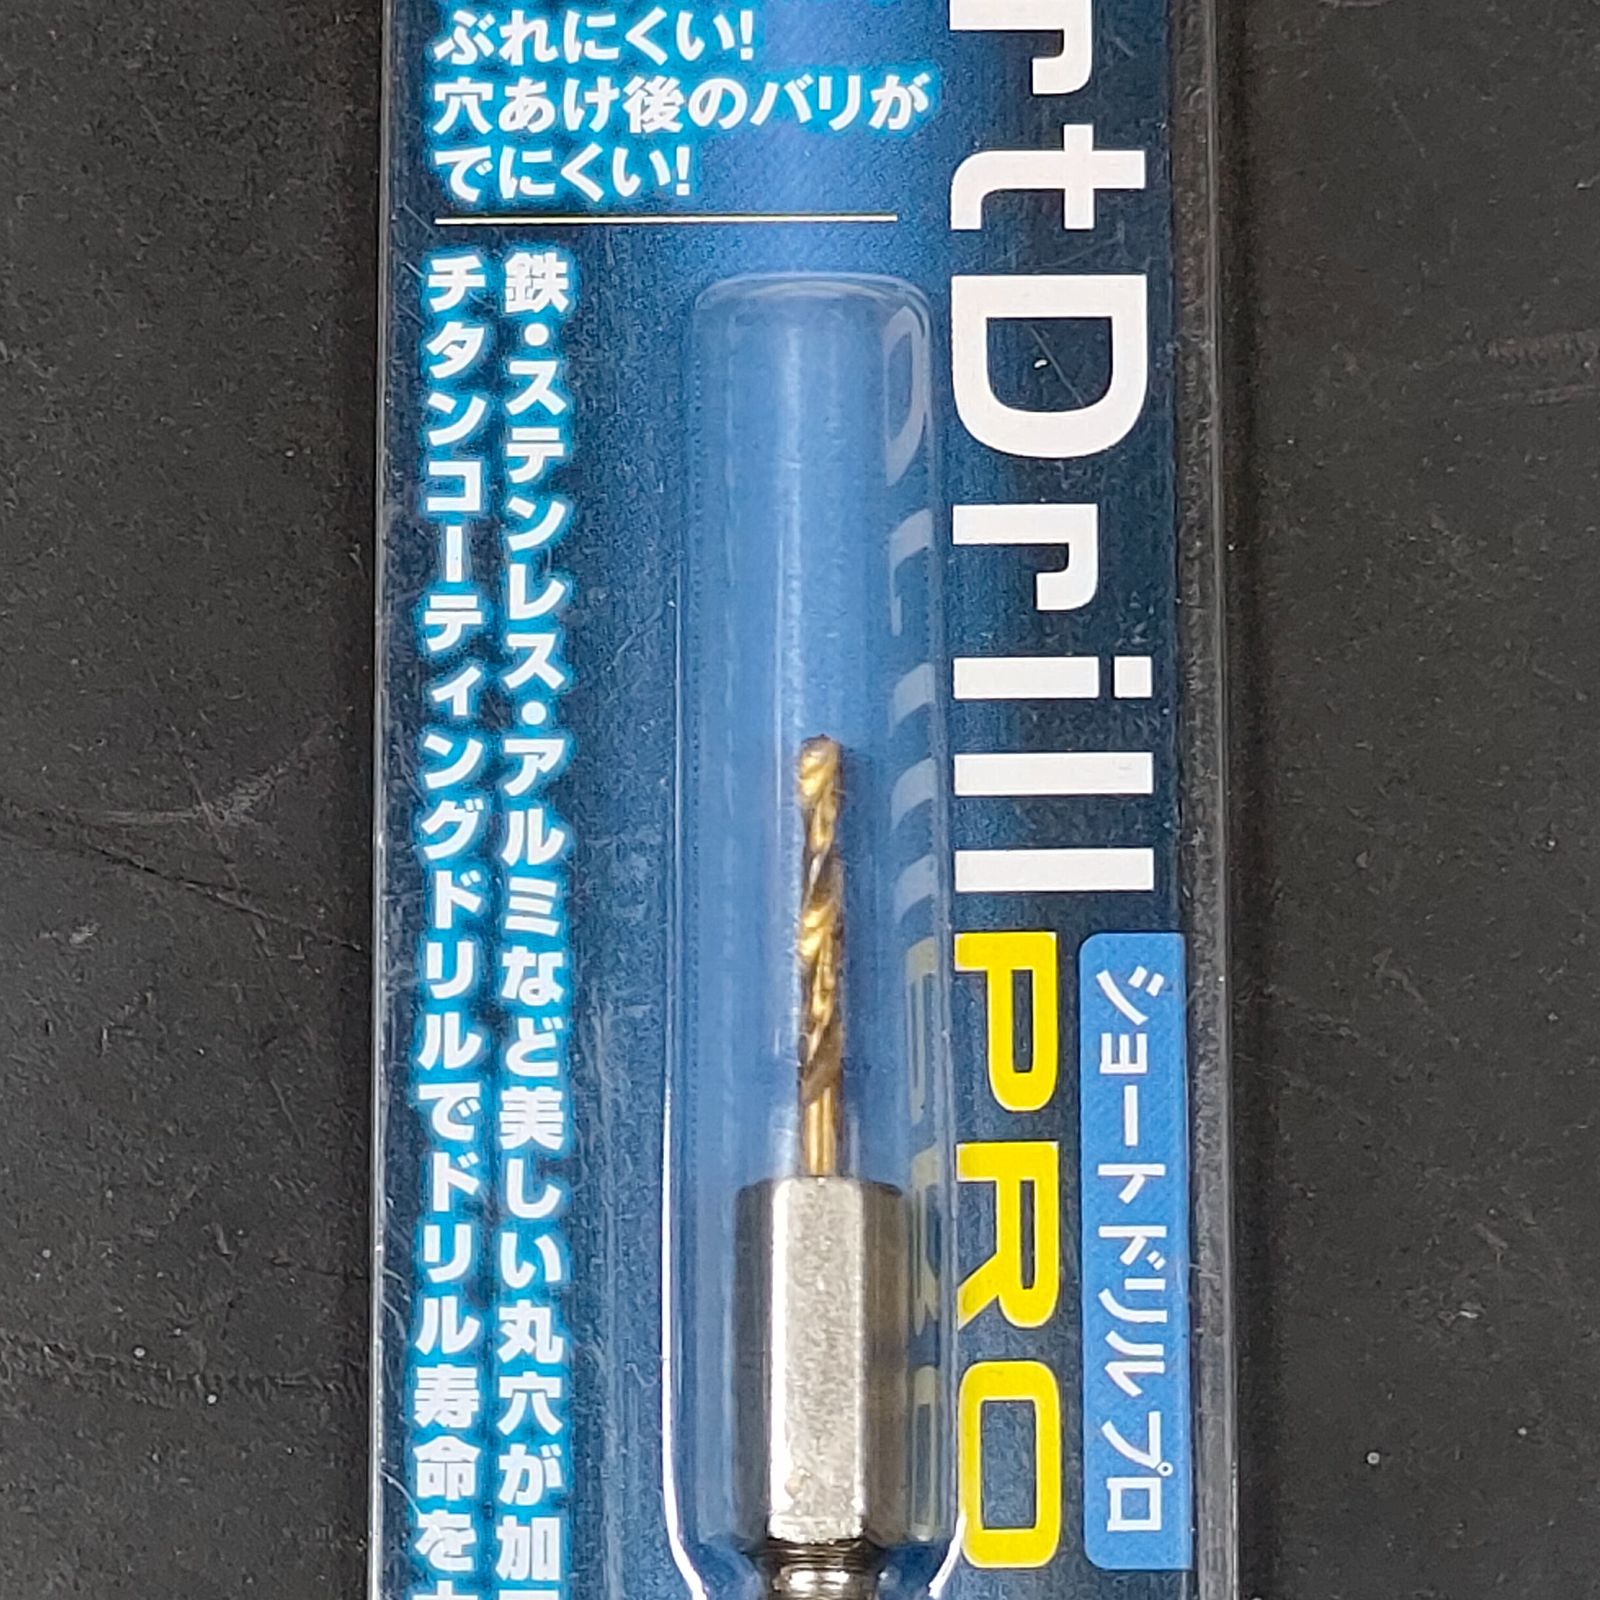 ぶれにくい!
穴あけ後のバリが
でにくい!
鉄・ステンレス・アルミなど美しい丸穴が加
チタンコーティングドリルでドリル寿命を
rtDrill PRO
ショートドリル プロ